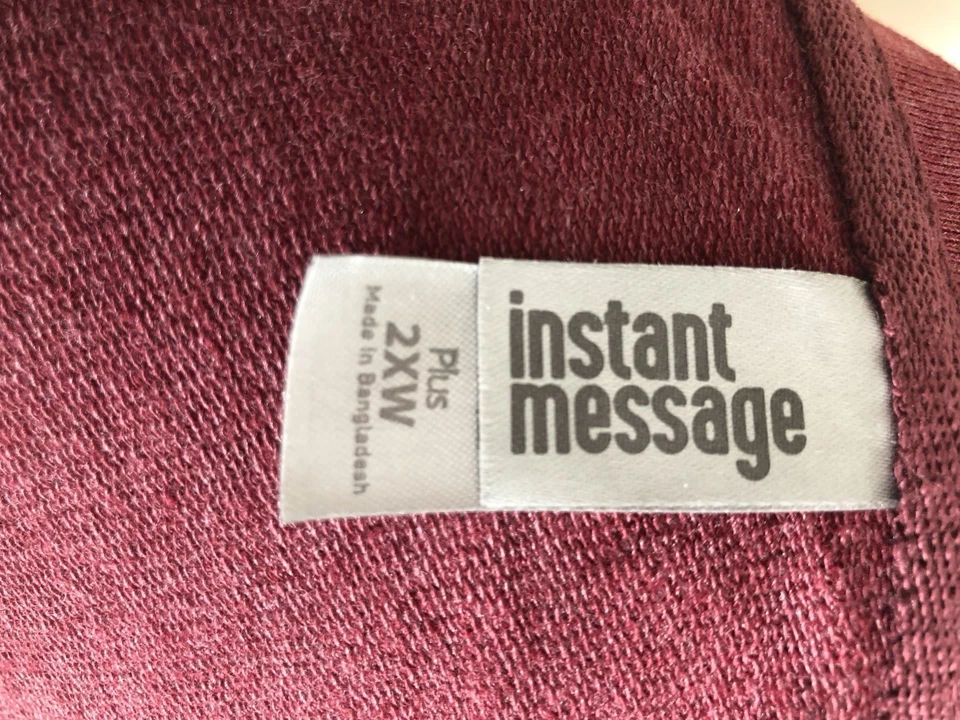 instant
message
Plus
2XW
Made in Bangladesh